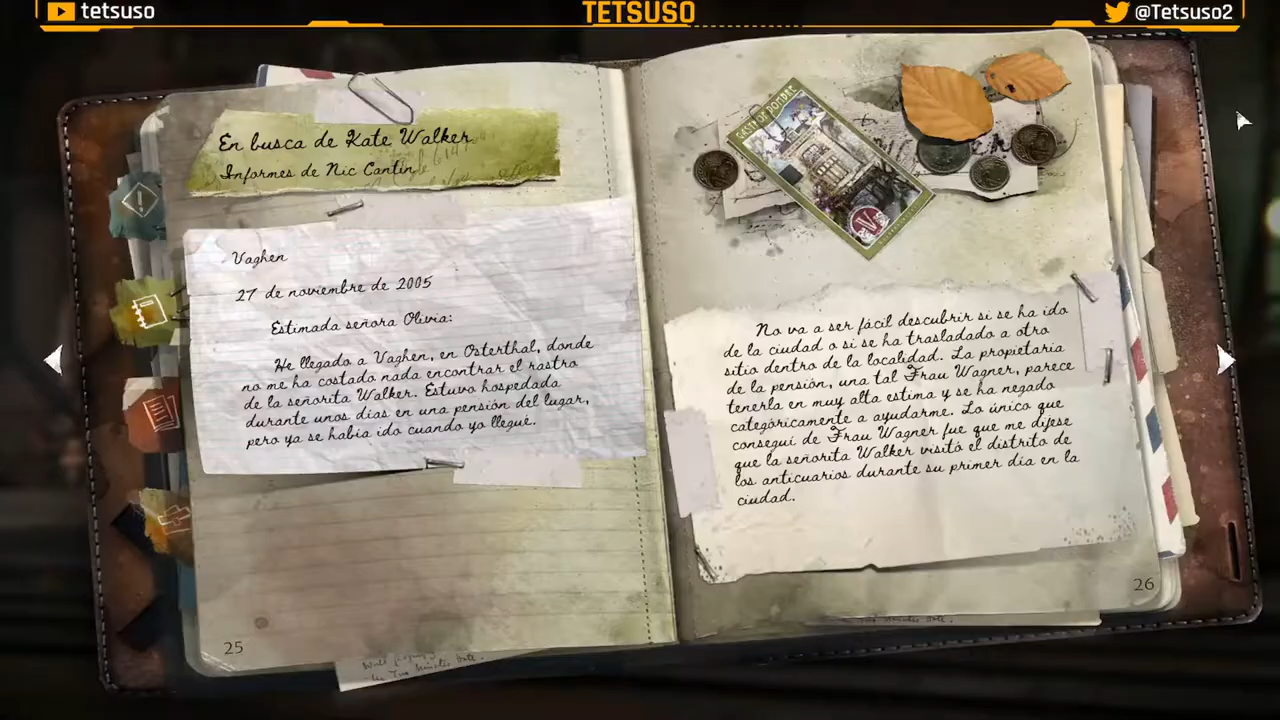 tetsuso
TETSUSO
@Tetsuso2
En busca de Kate Walker
Informes de Nic Cantin
Vaghen
27 de noviembre de 2005
Estimada señora Olivia:
He llegado a Vaghen, en Osterthal, donde
no me ha costado nada encontrar el rastro
de la señorita Walker. Estuvo hospedada
durante unos días en una pensión del lugar,
pero ya se había ido cuando yo llegué.
25
No va a ser fácil descubrir si se ha ido
de la ciudad o si se ha trasladado a otro
sitio dentro de la localidad. La propietaria
de la pensión, una tal Frau Wagner, parece
tenerla en muy alta estima y se ha negado
categóricamente a ayudarme. Lo único que
conseguí de Frau Wagner fue que me dijese
que la señorita Walker visitó el distrito de
los anticuarios durante su primer día en la
ciudad.
26